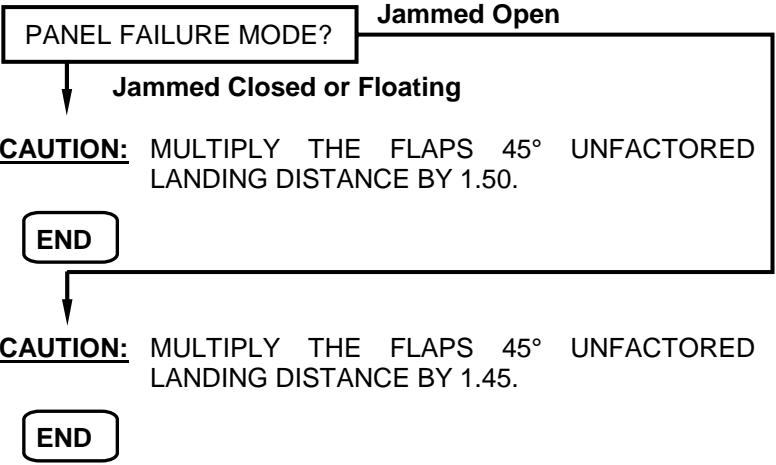 Jammed Open
PANEL FAILURE MODE?
Jammed Closed or Floating
CAUTION: MULTIPLY THE FLAPS 45° UNFACTORED
LANDING DISTANCE BY 1.50.
END
CAUTION: MULTIPLY THE FLAPS 45° UNFACTORED
LANDING DISTANCE BY 1.45.
END